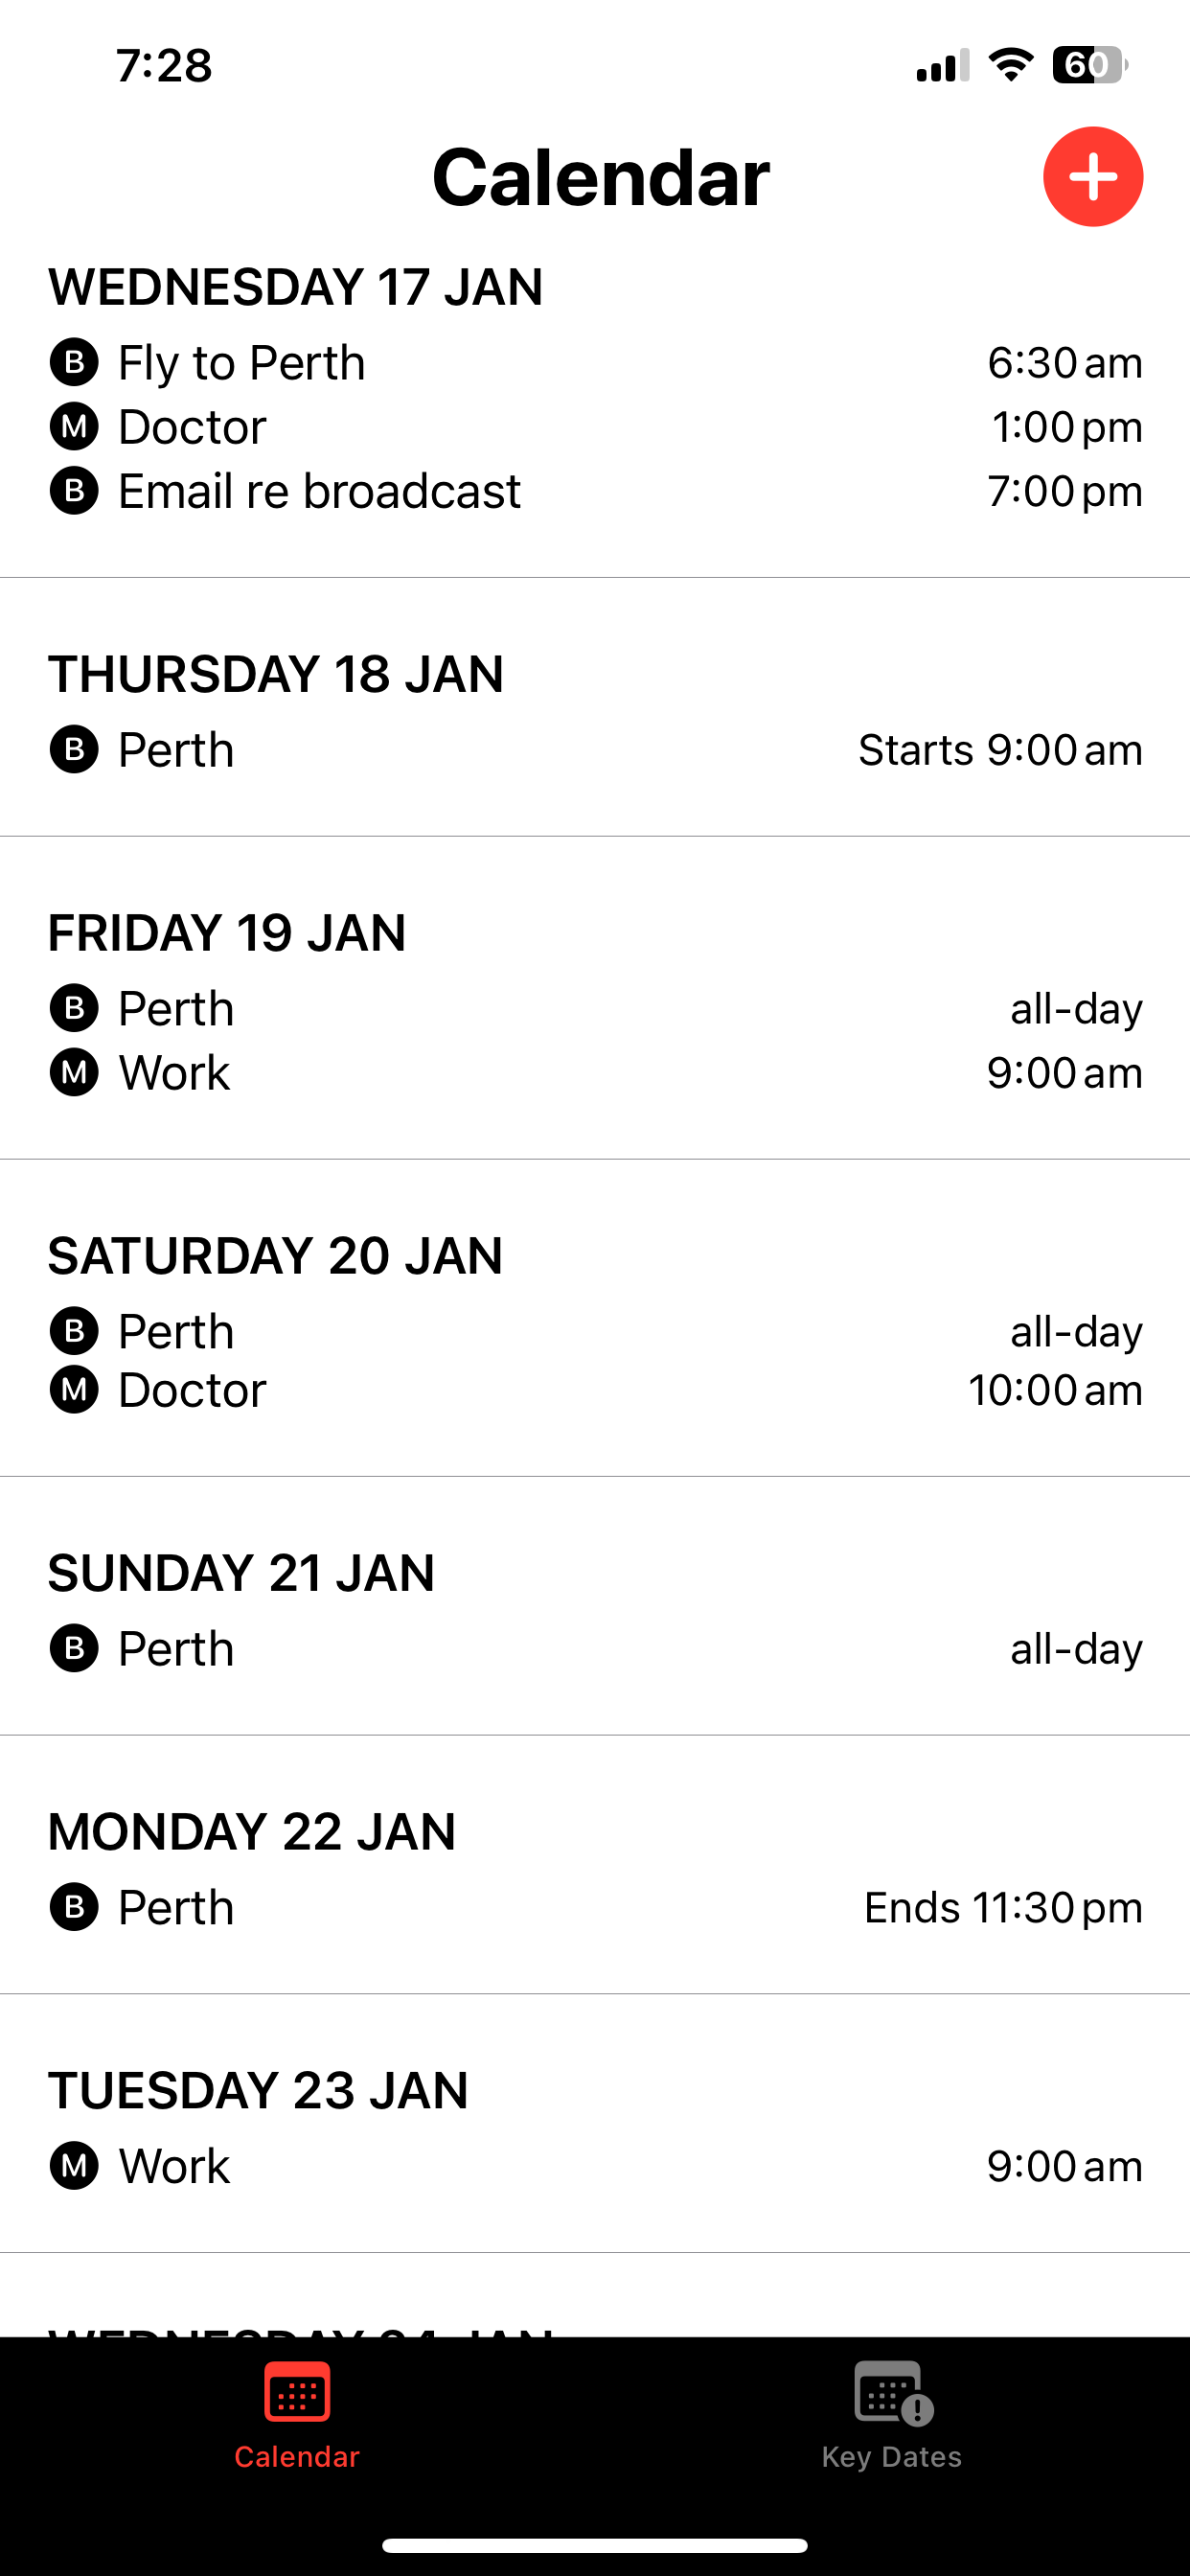 7:28 60
Calendar
WEDNESDAY 17 JAN
B Fly to Perth 6:30 am
M Doctor 1:00 pm
B Email re broadcast 7:00 pm
THURSDAY 18 JAN
B Perth Starts 9:00 am
FRIDAY 19 JAN
B Perth all-day
M Work 9:00 am
SATURDAY 20 JAN
B Perth all-day
M Doctor 10:00 am
SUNDAY 21 JAN
B Perth all-day
MONDAY 22 JAN
B Perth Ends 11:30 pm
TUESDAY 23 JAN
M Work 9:00 am
WEDNESDAY 24 JAN
Calendar Key Dates